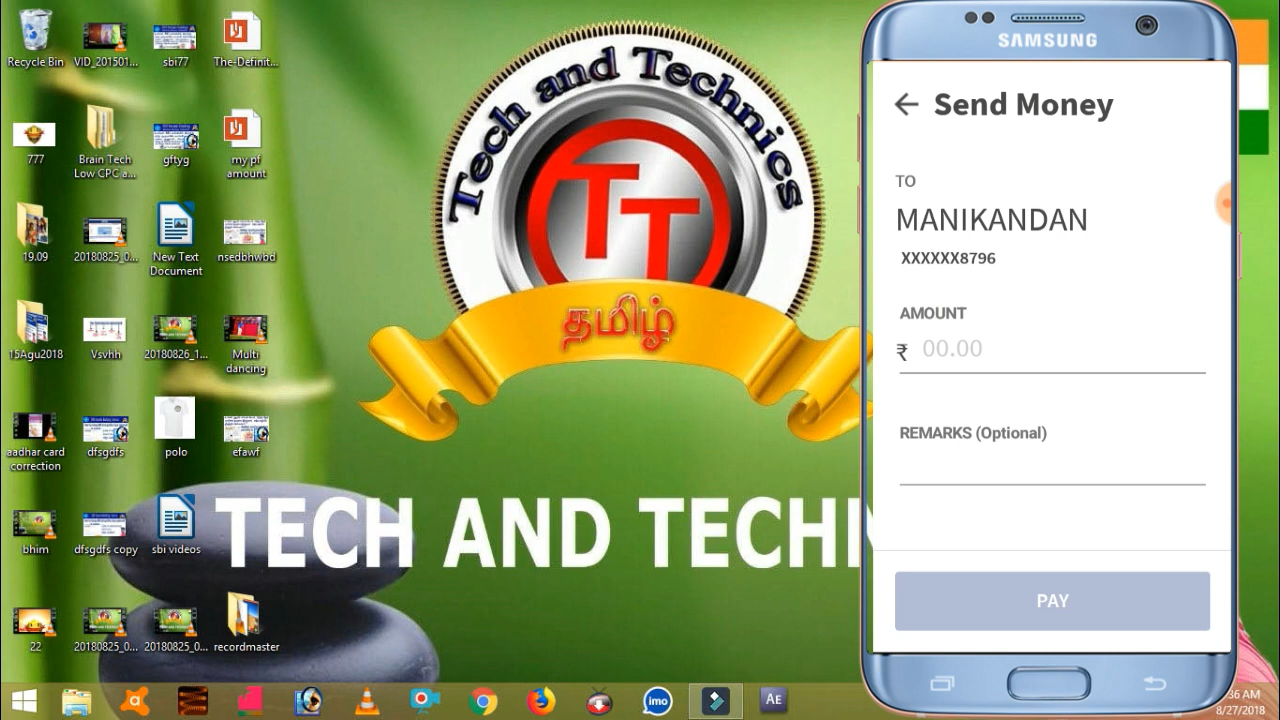 Recycle Bin
VID_201501...
sbi77
The-Definit...
777
Brain Tech
Low CPC a...
gftyg
my pf
amount
19.09
20180825_0...
New Text
Document
nsedbhwbd
15Agu2018
Vsvhh
20180826_1...
Multi
dancing
aadhar card
correction
dfsgdfs
polo
efawf
bhim
dfsgdfs copy
sbi videos
22
20180825_0...
20180825_0...
recordmaster
Tech and Technics
TT
தமிழ்
TECH AND TECHN
SAMSUNG
Send Money
TO
MANIKANDAN
XXXXXX8796
AMOUNT
₹ 00.00
REMARKS (Optional)
PAY
imo
AE
:36 AM
8/27/2018